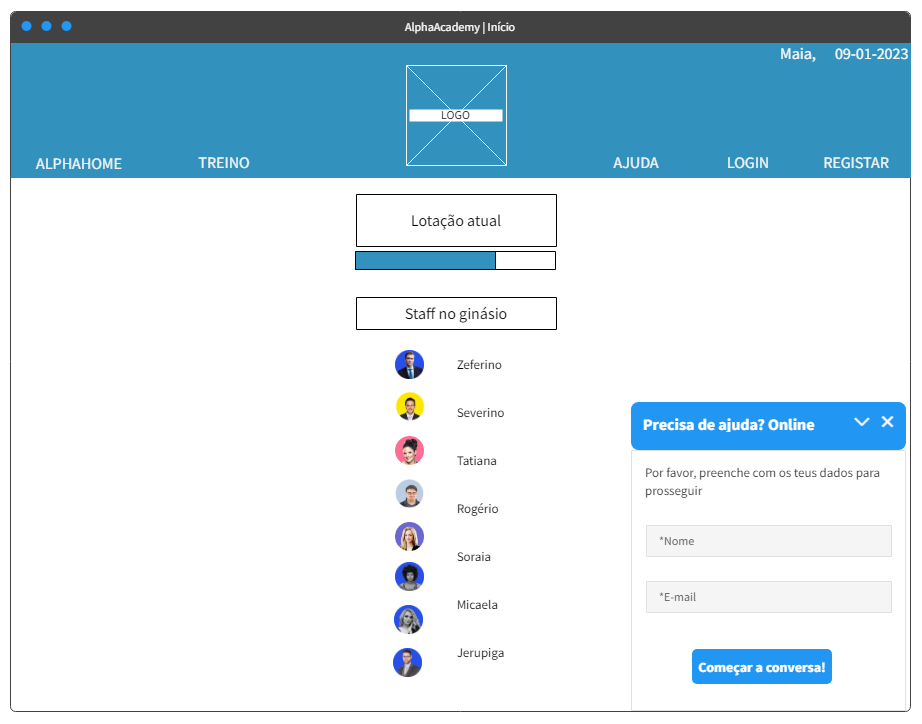 AlphaAcademy | Início
Maia, 09-01-2023
LOGO
ALPHAHOME TREINO AJUDA LOGIN REGISTAR
Lotação atual
Staff no ginásio
Zeferino
Severino
Tatiana
Rogério
Soraia
Micaela
Jerupiga
Precisa de ajuda? Online
Por favor, preenche com os teus dados para
prosseguir
*Nome
*E-mail
Começar a conversa!